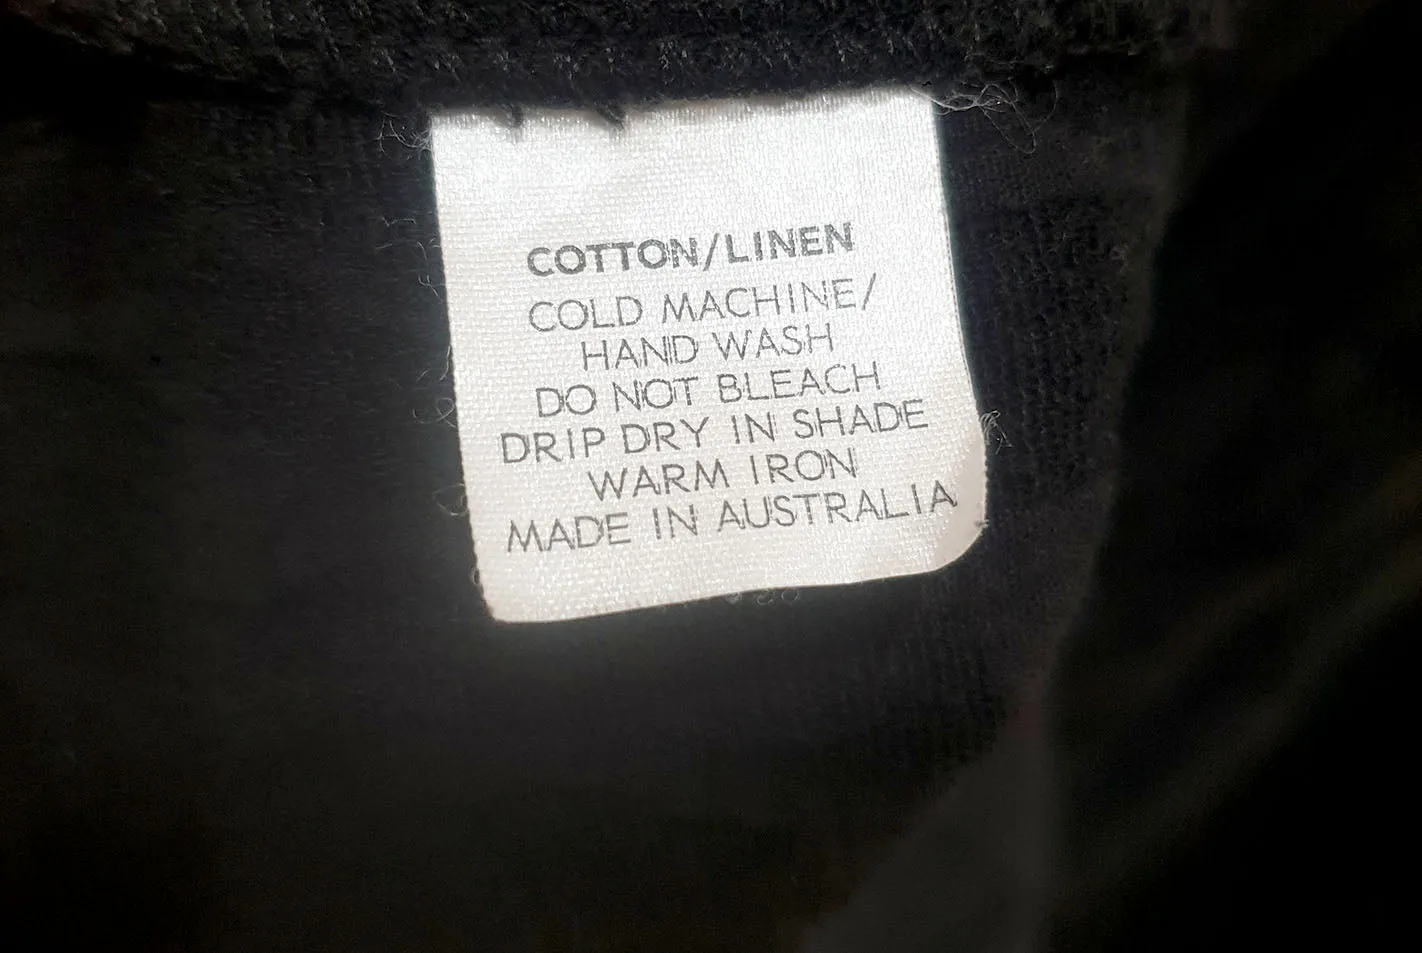 COTTON/LINEN
COLD MACHINE/
HAND WASH
DO NOT BLEACH
DRIP DRY IN SHADE
WARM IRON
MADE IN AUSTRALIA